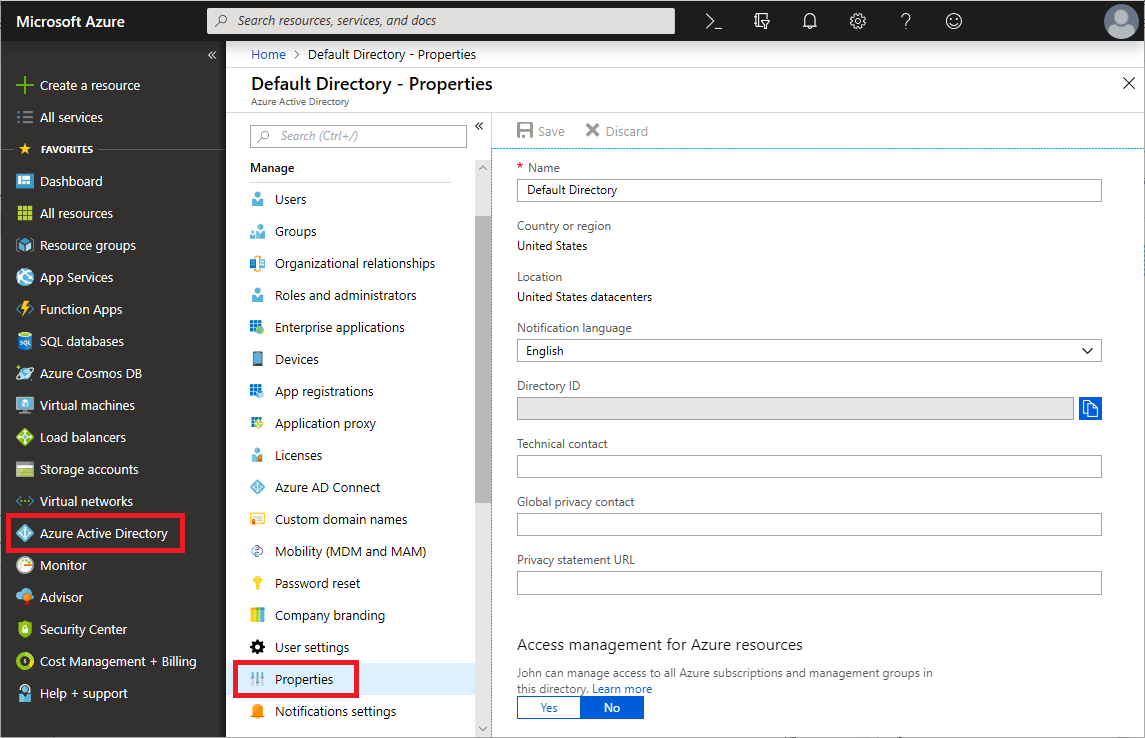 Microsoft Azure
Search resources, services, and docs
Create a resource
All services
FAVORITES
Dashboard
All resources
Resource groups
App Services
Function Apps
SQL databases
Azure Cosmos DB
Virtual machines
Load balancers
Storage accounts
Virtual networks
Azure Active Directory
Monitor
Advisor
Security Center
Cost Management + Billing
Help + support
Home > Default Directory - Properties
Default Directory - Properties
Azure Active Directory
Search (Ctrl+/)
Manage
Users
Groups
Organizational relationships
Roles and administrators
Enterprise applications
Devices
App registrations
Application proxy
Licenses
Azure AD Connect
Custom domain names
Mobility (MDM and MAM)
Password reset
Company branding
User settings
Properties
Notifications settings
Save Discard
* Name
Default Directory
Country or region
United States
Location
United States datacenters
Notification language
English
Directory ID
Technical contact
Global privacy contact
Privacy statement URL
Access management for Azure resources
John can manage access to all Azure subscriptions and management groups in
this directory. Learn more
Yes No